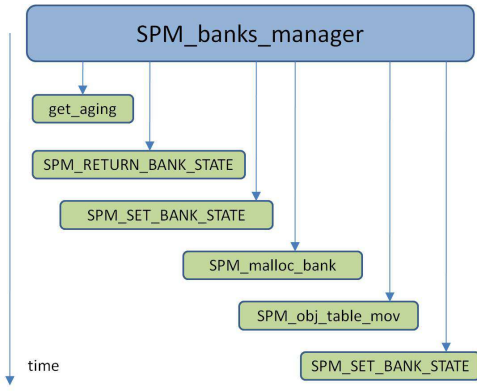 SPM_banks_manager
get_aging
SPM_RETURN_BANK_STATE
SPM_SET_BANK_STATE
SPM_malloc_bank
SPM_obj_table_mov
time
SPM_SET_BANK_STATE